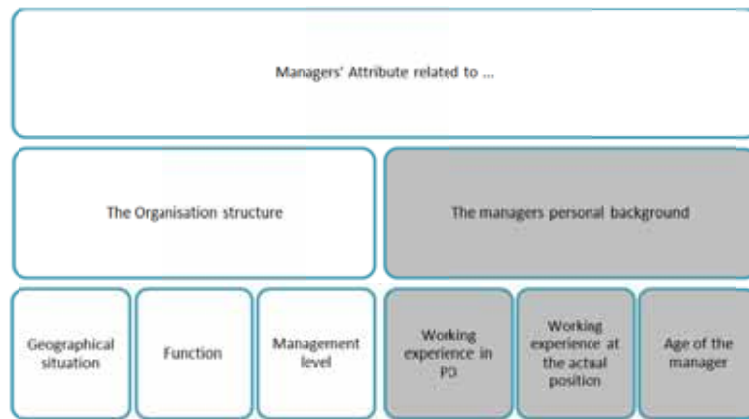 Managers' Attribute related to ...
The Organisation structure
The managers personal background
Geographical
situation
Function
Management
level
Working
experience in
PD
Working
experience at
the actual
position
Age of the
manager